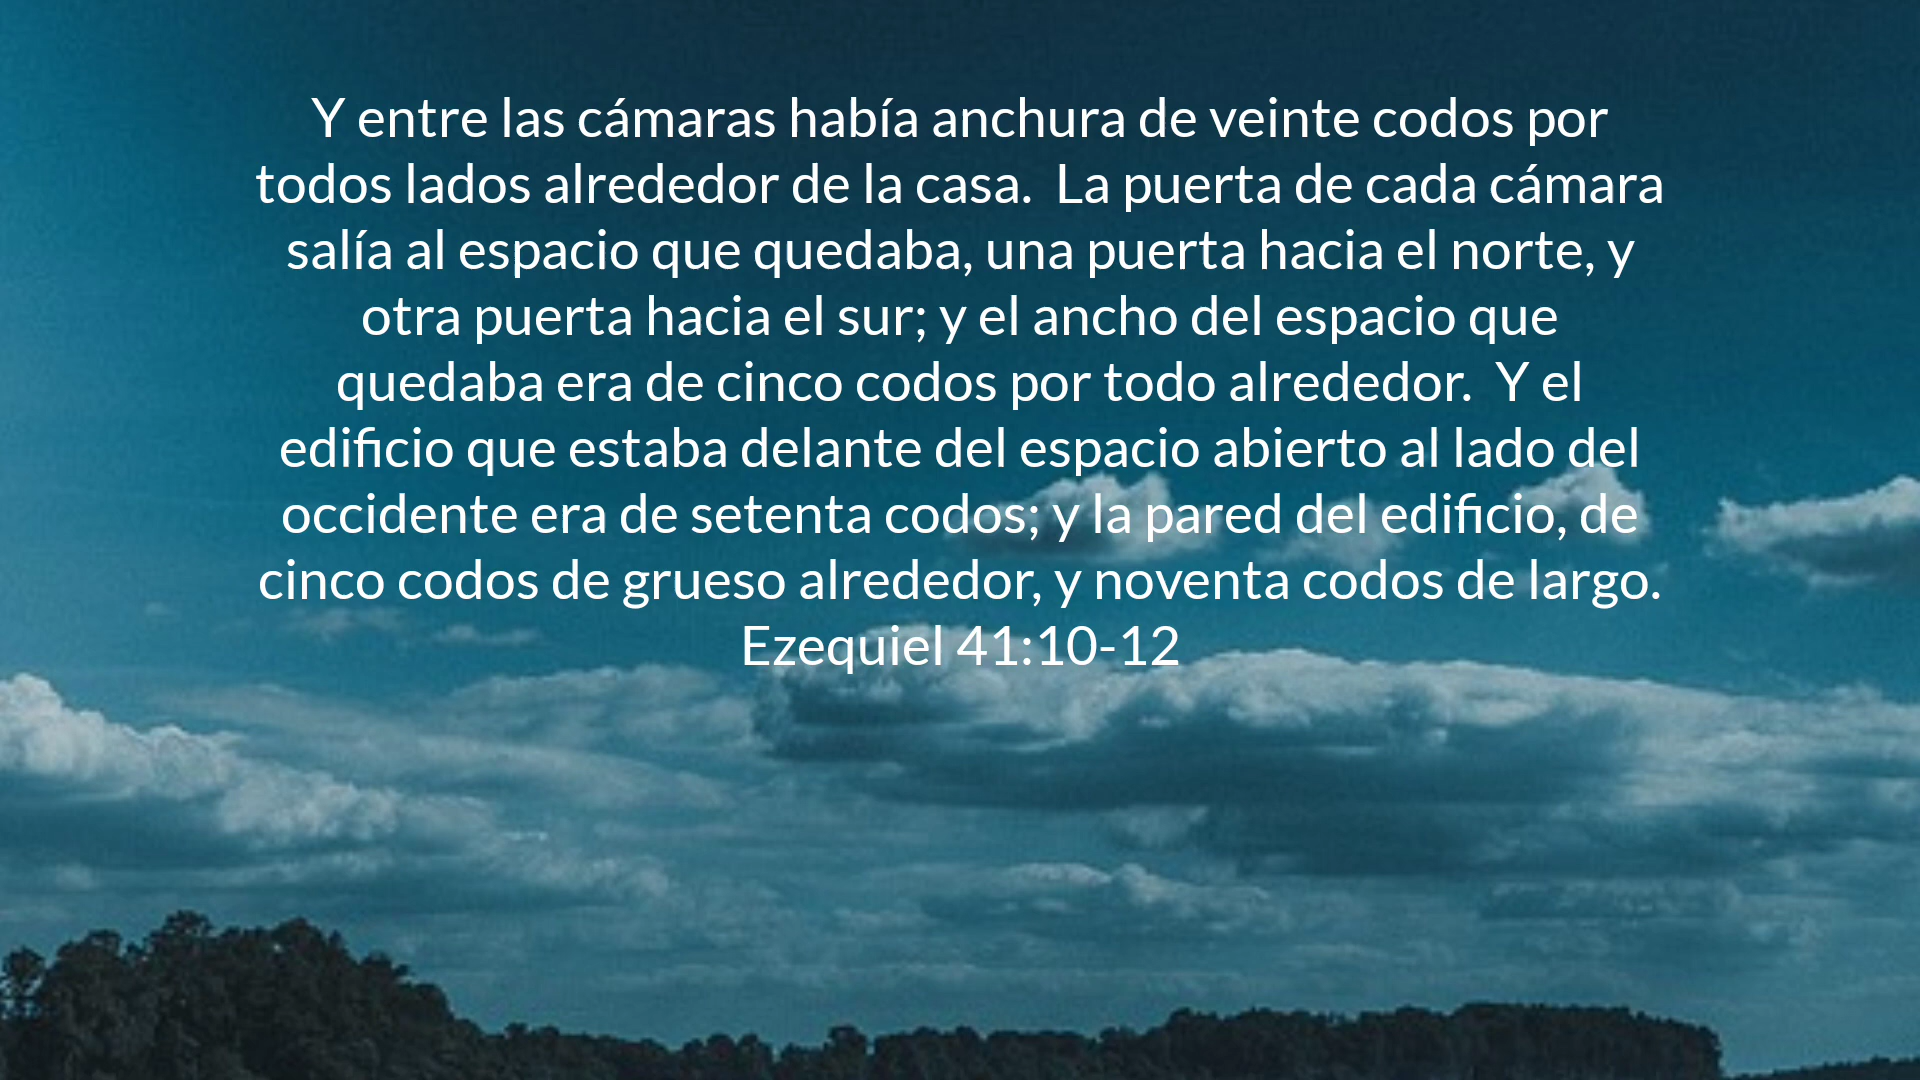 Y entre las cámaras había anchura de veinte codos por
todos lados alrededor de la casa.  La puerta de cada cámara
salía al espacio que quedaba, una puerta hacia el norte, y
otra puerta hacia el sur; y el ancho del espacio que
quedaba era de cinco codos por todo alrededor.  Y el
edificio que estaba delante del espacio abierto al lado del
occidente era de setenta codos; y la pared del edificio, de
cinco codos de grueso alrededor, y noventa codos de largo.
Ezequiel 41:10-12